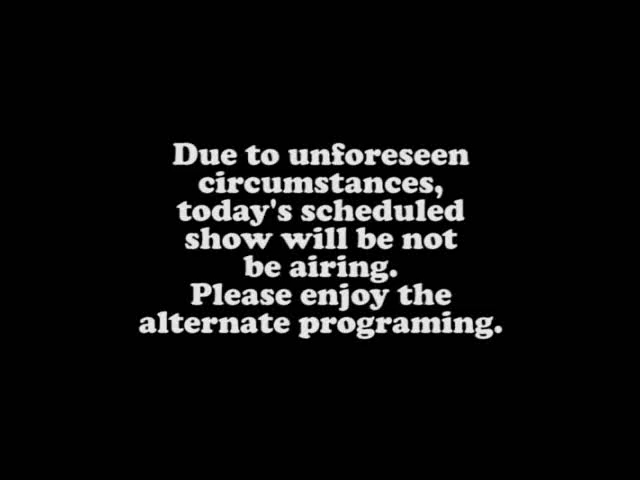 Due to unforeseen
circumstances,
today's scheduled
show will be not
be airing.
Please enjoy the
alternate programing.